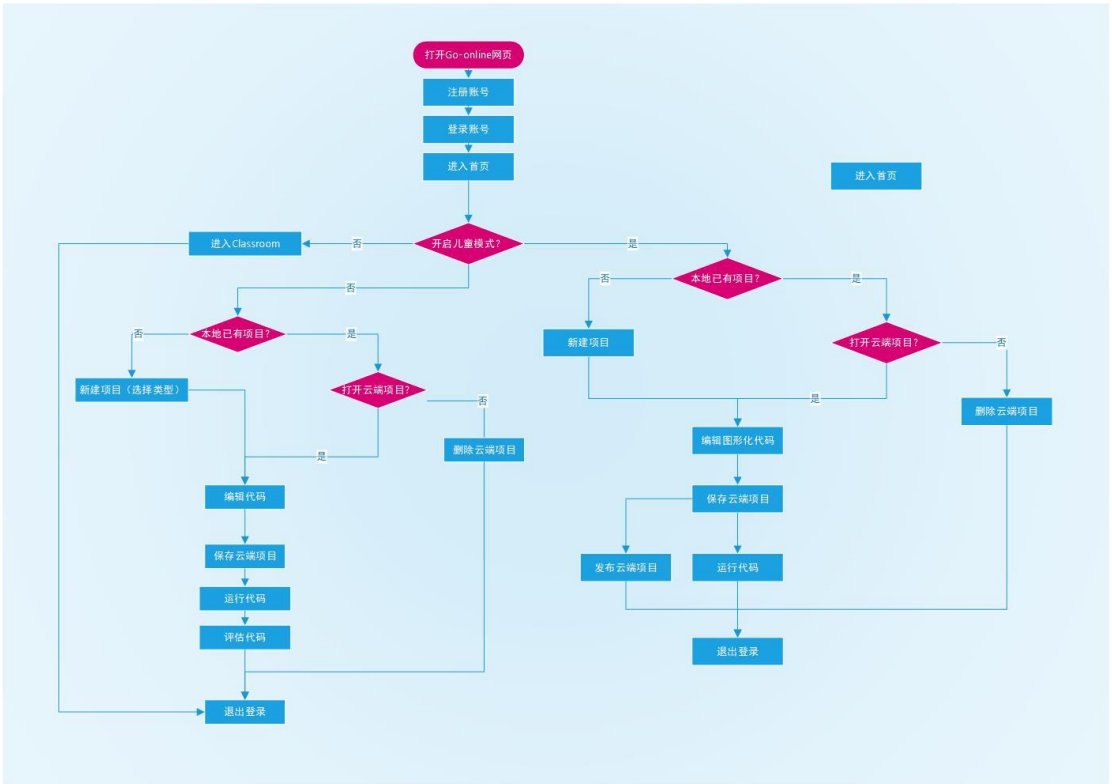 打开Go-online网页
注册账号
登录账号
进入首页
进入首页
进入Classroom
否
开启儿童模式?
是
否
本地已有项目?
是
否
否
本地已有项目?
是
新建项目
打开云端项目?
否
新建项目（选择类型）
打开云端项目?
否
是
删除云端项目
编辑图形化代码
删除云端项目
是
编辑代码
保存云端项目
保存云端项目
发布云端项目
运行代码
运行代码
评估代码
退出登录
退出登录